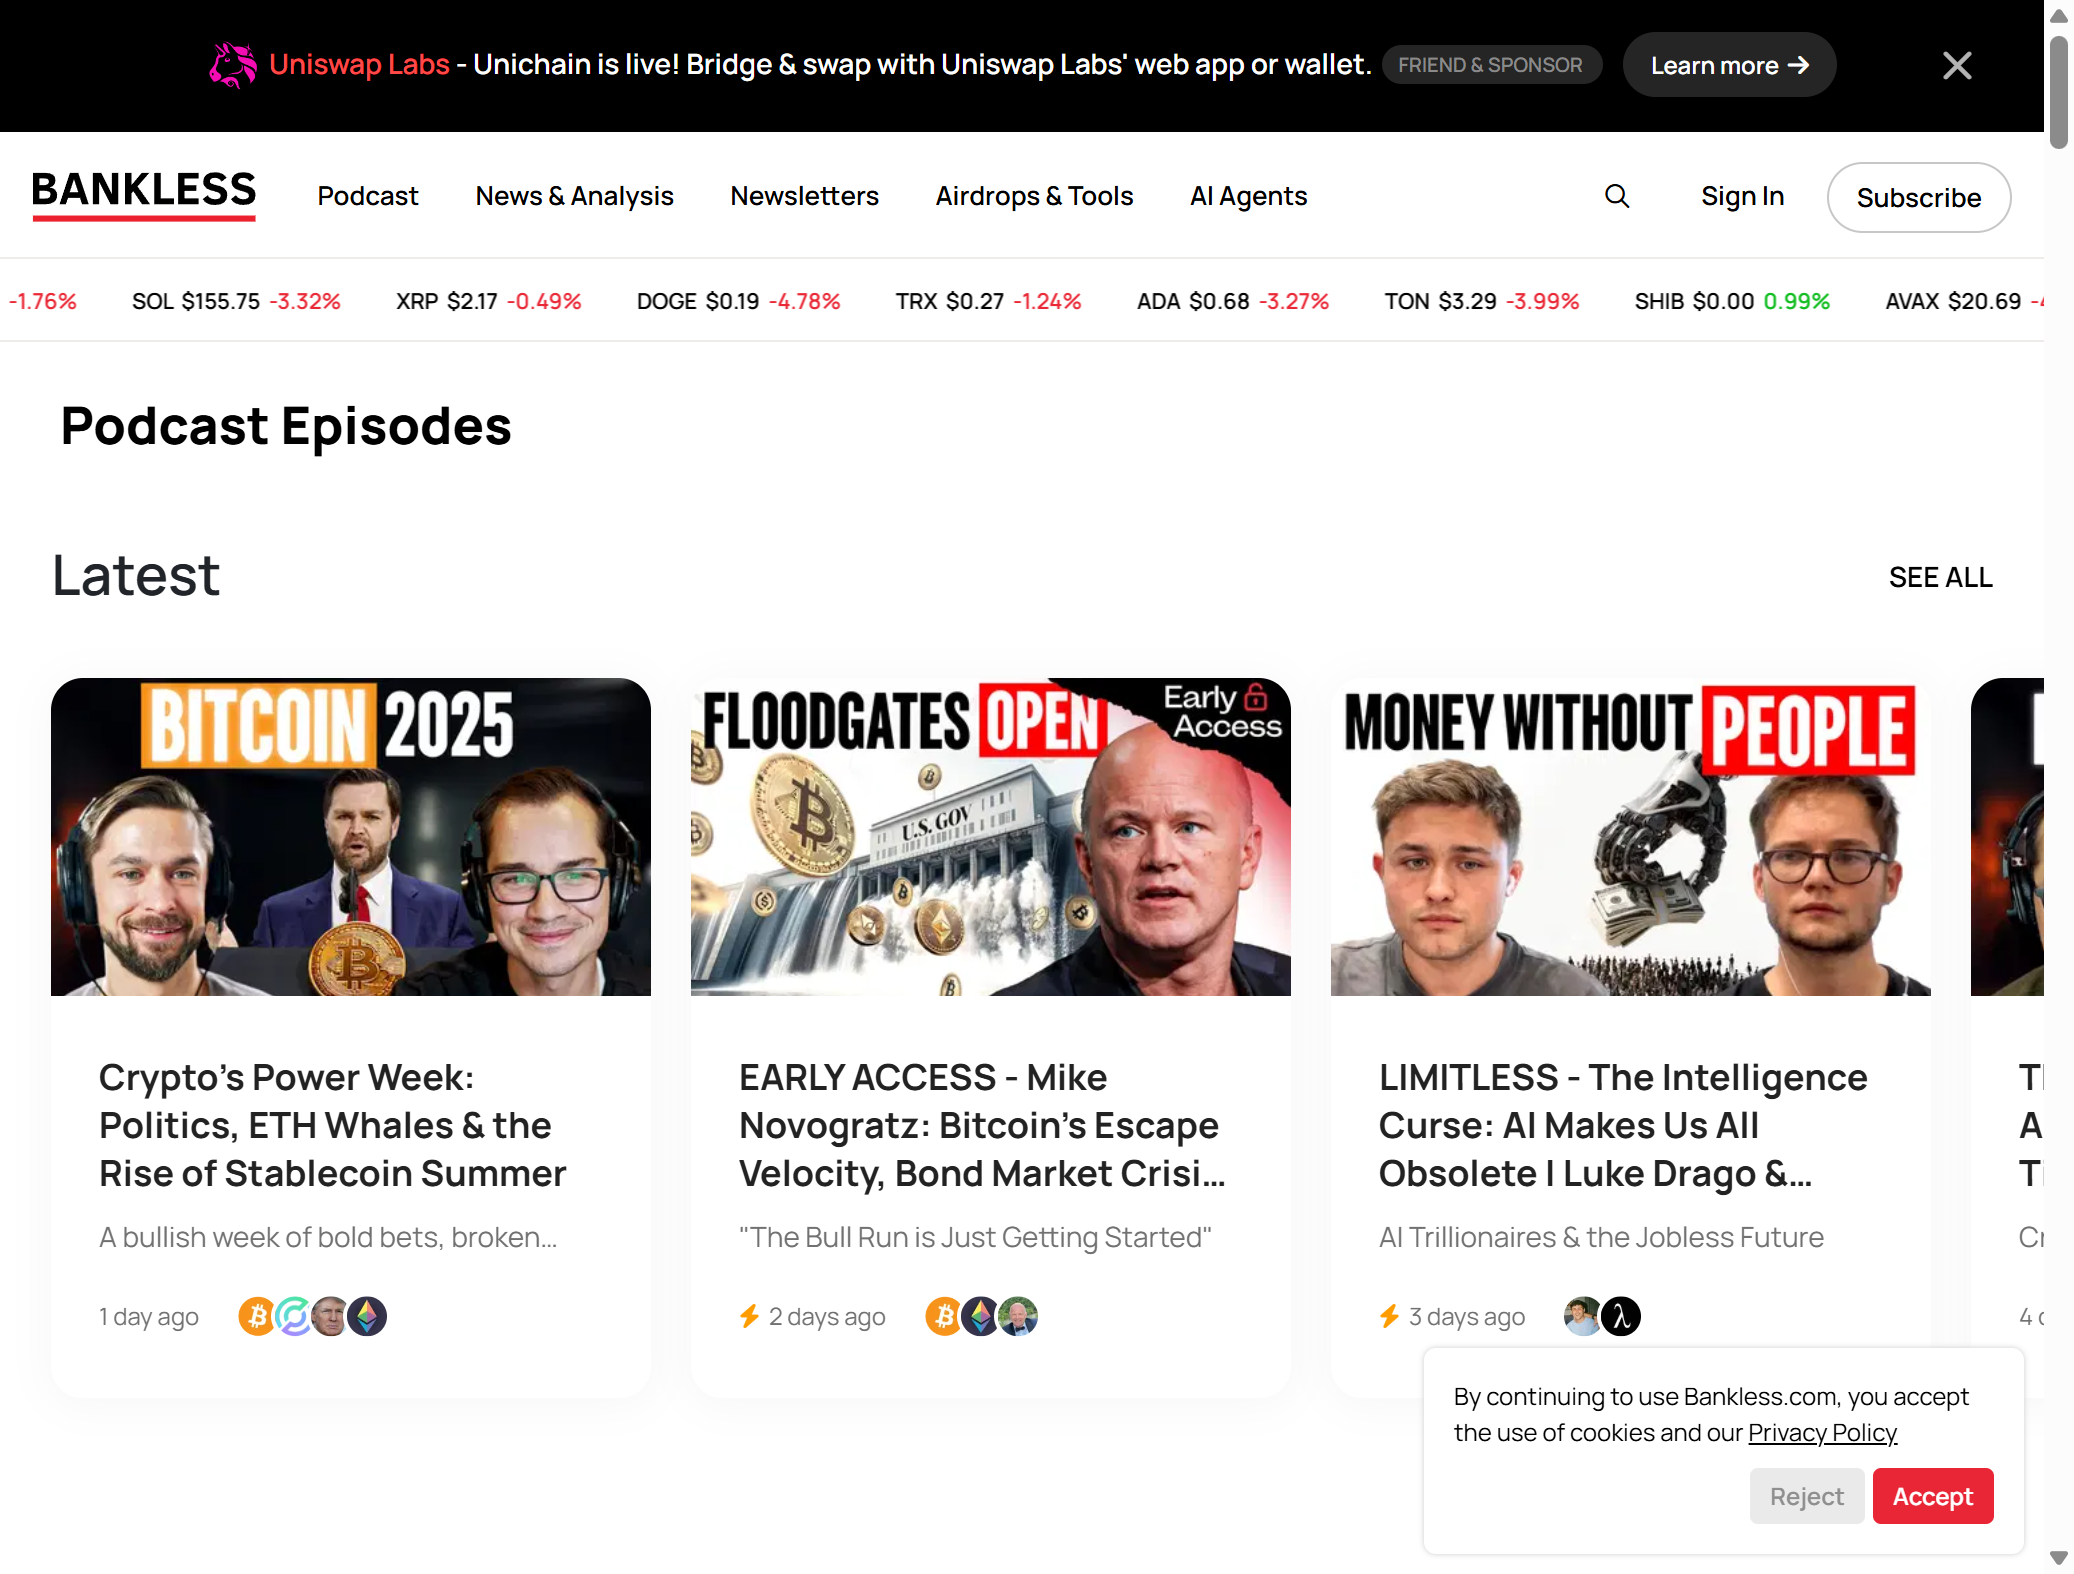 Uniswap Labs - Unichain is live! Bridge & swap with Uniswap Labs' web app or wallet. FRIEND & SPONSOR Learn more →
BANKLESS Podcast News & Analysis Newsletters Airdrops & Tools AI Agents Sign In Subscribe
-1.76% SOL $155.75 -3.32% XRP $2.17 -0.49% DOGE $0.19 -4.78% TRX $0.27 -1.24% ADA $0.68 -3.27% TON $3.29 -3.99% SHIB $0.00 0.99% AVAX $20.69
Podcast Episodes
Latest SEE ALL
BITCOIN 2025
FLOODGATES OPEN
Early Access
U.S. GOV
MONEY WITHOUT PEOPLE
Crypto's Power Week:
Politics, ETH Whales & the
Rise of Stablecoin Summer
A bullish week of bold bets, broken...
1 day ago
EARLY ACCESS - Mike
Novogratz: Bitcoin's Escape
Velocity, Bond Market Crisi...
"The Bull Run is Just Getting Started"
2 days ago
LIMITLESS - The Intelligence
Curse: AI Makes Us All
Obsolete | Luke Drago &...
AI Trillionaires & the Jobless Future
3 days ago
By continuing to use Bankless.com, you accept
the use of cookies and our Privacy Policy
Reject Accept